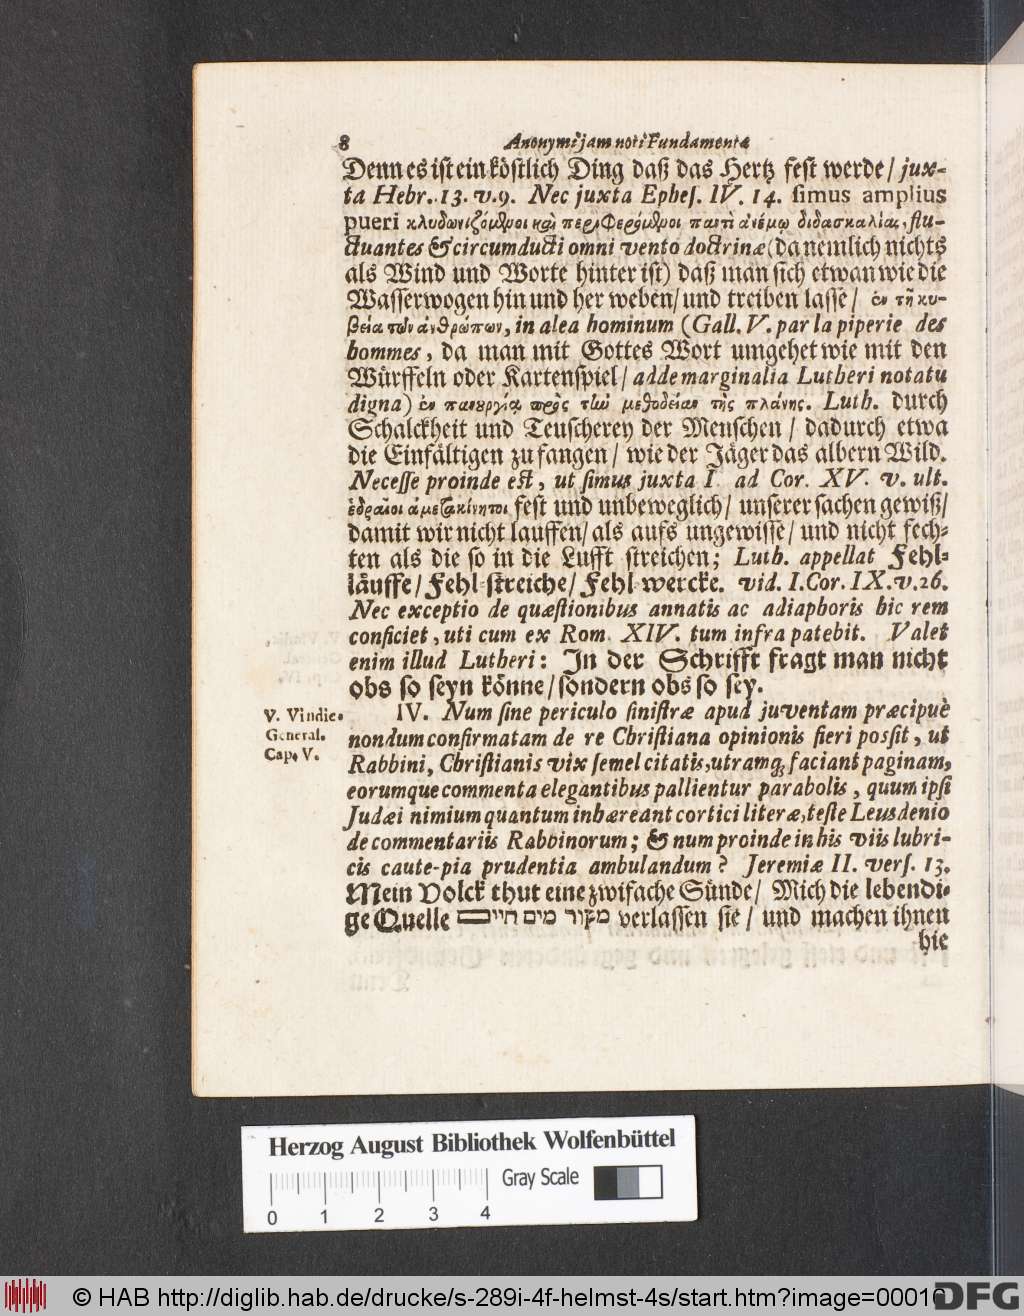 8 Anonymi jam noti Fundamenta
Denn es ist ein köstlich Ding daß das Hertz fest werde / jux-
ta Hebr. 13. v. 9. Nec juxta Ephes. IV. 14. simus amplius
pueri κλυδωνιζόμενοι καὶ περιφερόμενοι παντὶ ἀνέμῳ διδασκαλίας, flu-
ctuantes & circumducti omni vento doctrinæ (da nemlich nichts
als Wind und Worte hinter ist) daß man sich etwan wie die
Wasserwogen hin und her weben / und treiben lasse / ἐν τῇ κυ-
βείᾳ τῶν ἀνθρώπων, in alea hominum (Gall. V. par la piperie des
hommes, da man mit Gottes Wort umgehet wie mit den
Würffeln oder Kartenspiel / adde marginalia Lutheri notatu
digna) ἐν πανουργίᾳ πρὸς τὴν μεθοδείαν τῆς πλάνης. Luth. durch
Schalckheit und Teuscherey der Menschen / dadurch etwa
die Einfältigen zu fangen / wie der Jäger das albern Wild.
Necesse proinde est, ut simus juxta I. ad Cor. XV. v. ult.
ἑδραῖοι ἀμετακίνητοι fest und unbeweglich / unserer sachen gewiß /
damit wir nicht lauffen / als aufs ungewisse / und nicht fech-
ten als die so in die Lufft streichen; Luth. appellat Fehl-
läuffe / Fehl-streiche / Fehl-wercke. vid. I. Cor. IX. v. 26.
Nec exceptio de quæstionibus annatis ac adiaphoris hic rem
conficiet, uti cum ex Rom. XIV. tum infra patebit. Valet
enim illud Lutheri: In der Schrifft fragt man nicht
obs so seyn könne / sondern obs so sey.
V. Vindic.
General.
Cap. V.
IV. Num sine periculo sinistræ apud juventam præcipuè
nondum confirmatam de re Christiana opinionis fieri possit, ut
Rabbini, Christianis vix semel citatis, utramq; faciant paginam,
eorumque commenta elegantibus pallientur parabolis, quum ipsi
Judæi nimium quantum inhæreant cortici literæ, teste Leusdenio
de commentariis Rabbinorum; & num proinde in his viis lubri-
cis caute-pia prudentia ambulandum? Jeremiæ II. vers. 13.
Mein Volck thut eine zwifache Sünde / Mich die lebendi-
ge Quelle מקור מים חיים verlassen sie / und machen ihnen
hie
Herzog August Bibliothek Wolfenbüttel
Gray Scale
0 1 2 3 4
© HAB http://diglib.hab.de/drucke/s-289i-4f-helmst-4s/start.htm?image=00010
DFG